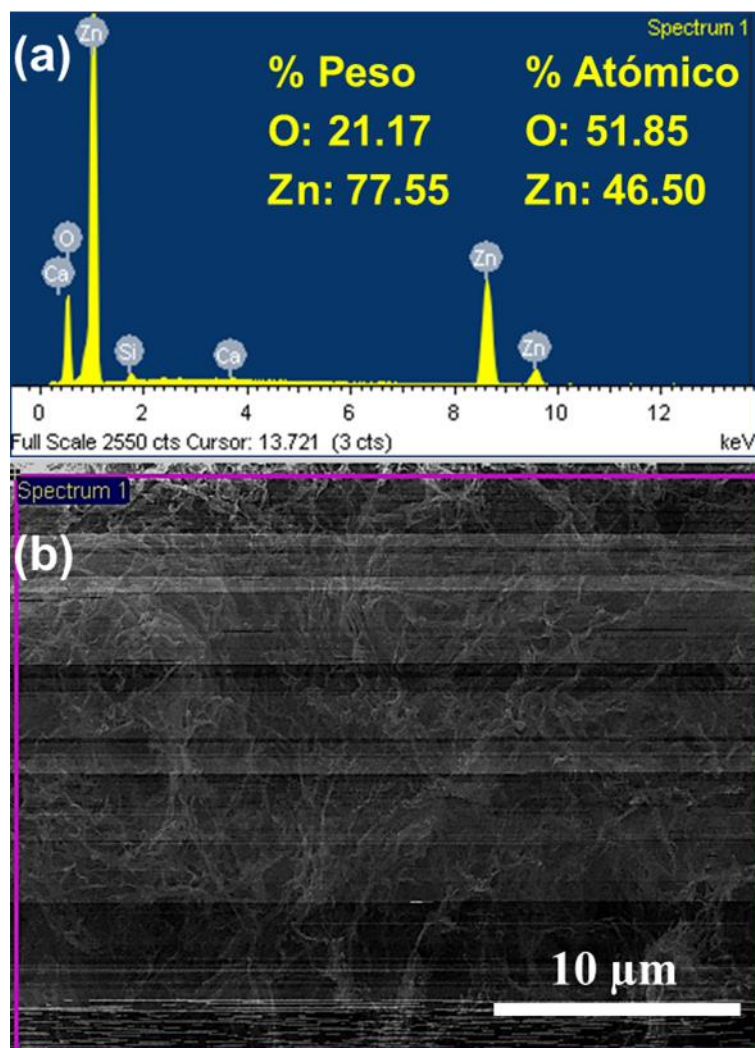 Zn
Spectrum 1
(a)
% Peso
% Atómico
O: 21.17
O: 51.85
Zn: 77.55
Zn: 46.50
O
Ca
Zn
Si
Ca
Zn
0 2 4 6 8 10 12
Full Scale 2550 cts Cursor: 13.721 (3 cts) keV
Spectrum 1
(b)
10 µm